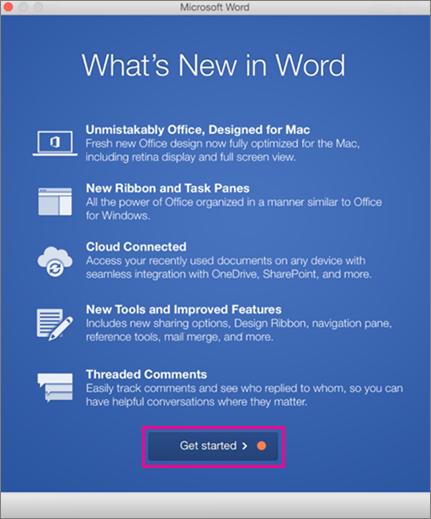 Microsoft Word
What's New in Word
Unmistakably Office, Designed for Mac
Fresh new Office design now fully optimized for the Mac,
including retina display and full screen view.
New Ribbon and Task Panes
All the power of Office organized in a manner similar to Office
for Windows.
Cloud Connected
Access your recently used documents on any device with
seamless integration with OneDrive, SharePoint, and more.
New Tools and Improved Features
Includes new sharing options, Design Ribbon, navigation pane,
reference tools, mail merge, and more.
Threaded Comments
Easily track comments and see who replied to whom, so you can
have helpful conversations where they matter.
Get started >